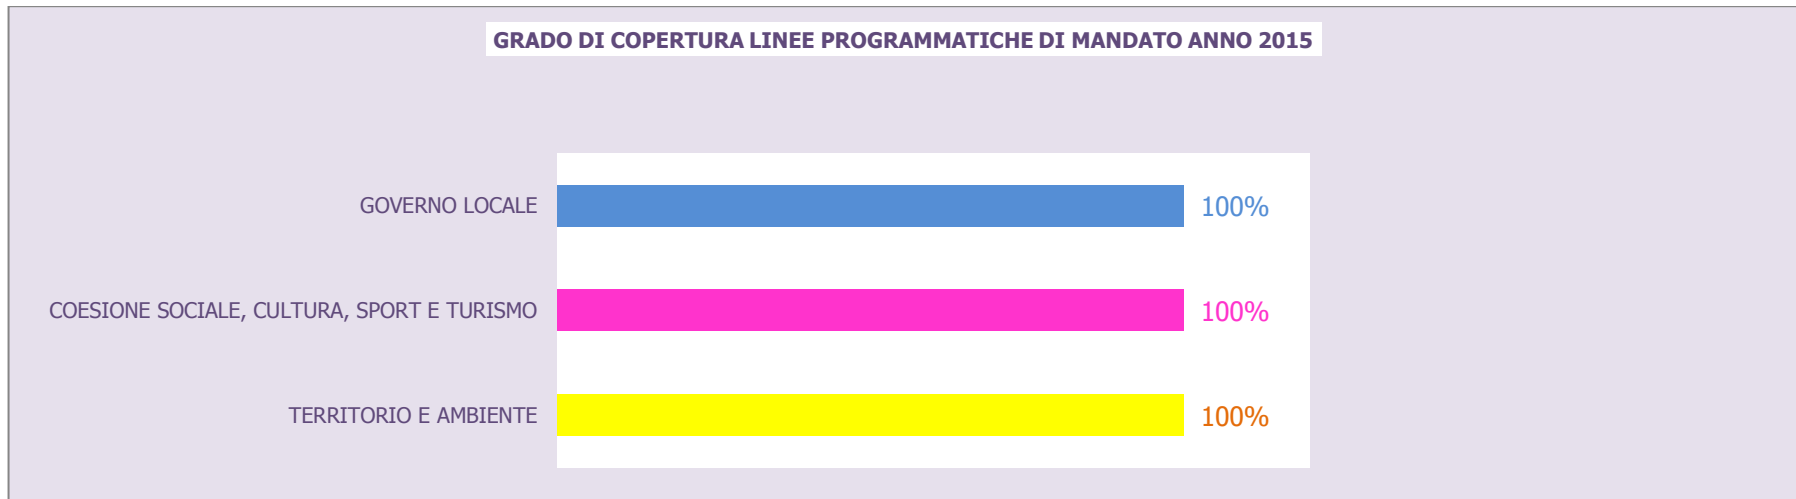 GRADO DI COPERTURA LINEE PROGRAMMATICHE DI MANDATO ANNO 2015
GOVERNO LOCALE 100%
COESIONE SOCIALE, CULTURA, SPORT E TURISMO 100%
TERRITORIO E AMBIENTE 100%